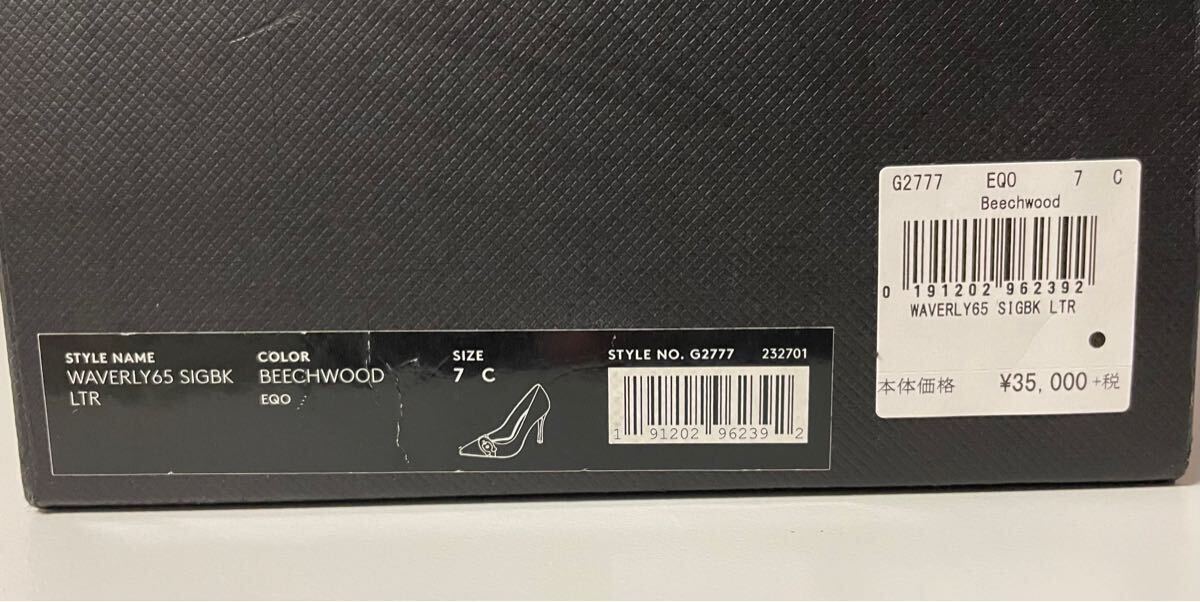 G2777 EQO 7 C
Beechwood
0 191202 962392
WAVERLY65 SIGBK LTR
本体価格 ¥35,000+税
STYLE NAME
WAVERLY65 SIGBK
LTR
COLOR
BEECHWOOD
EQO
SIZE
7 C
STYLE NO. G2777 232701
1 91202 96239 2